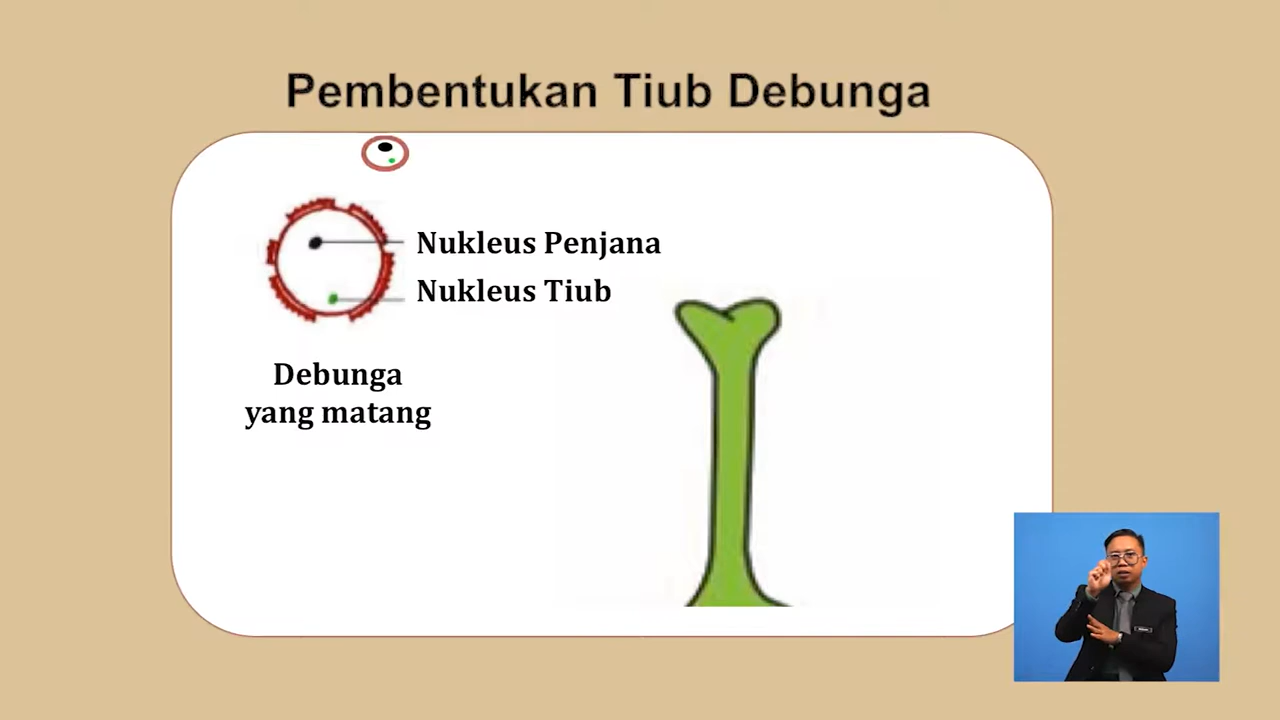 Pembentukan Tiub Debunga
Nukleus Penjana
Nukleus Tiub
Debunga
yang matang